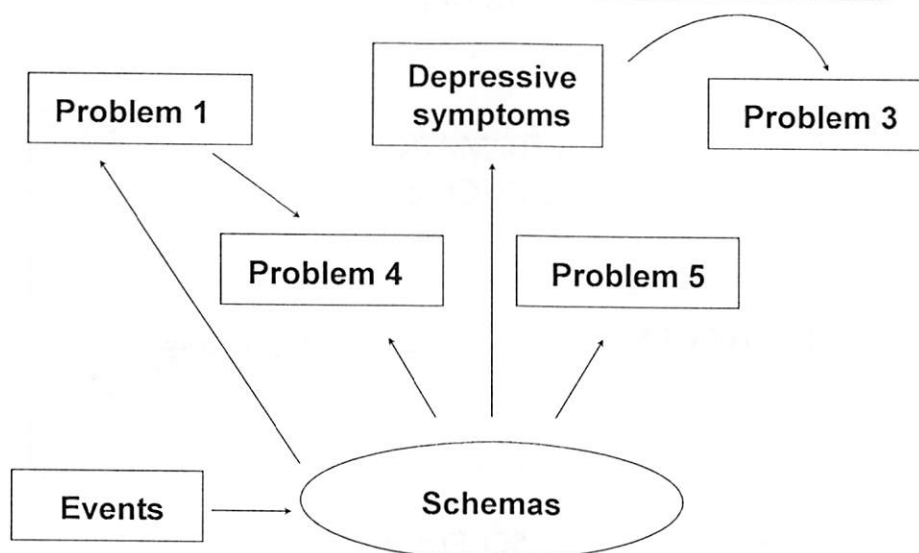 Depressive
symptoms
Problem 1
Problem 3
Problem 4
Problem 5
Events
Schemas